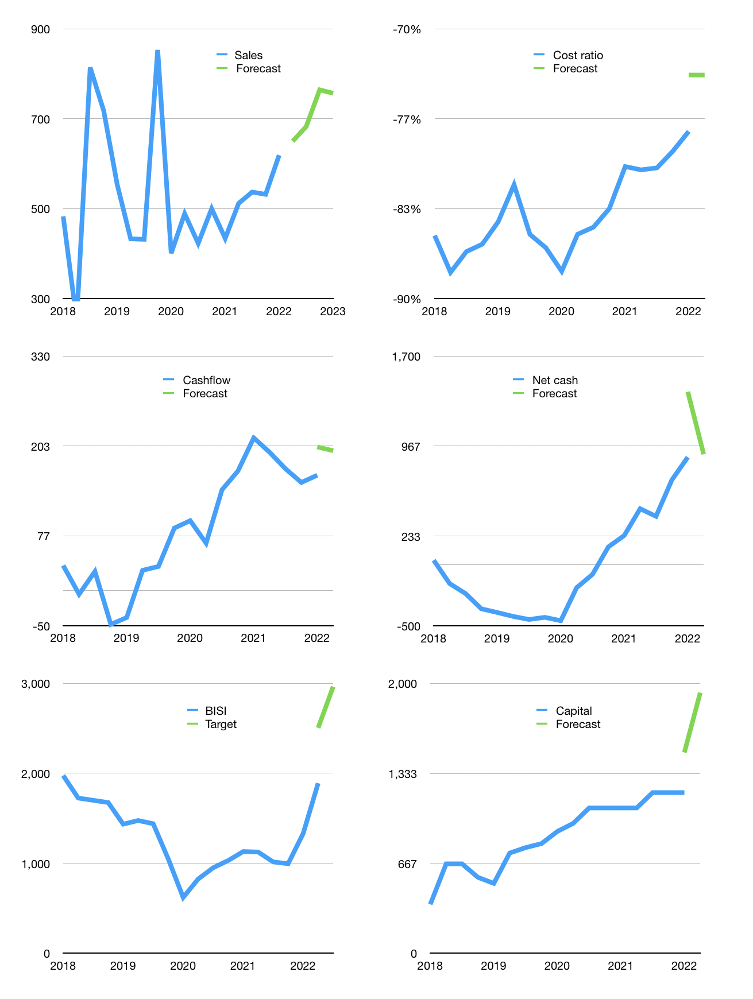 900
700
500
300
Sales
Forecast
2018 2019 2020 2021 2022 2023
-70%
-77%
-83%
-90%
Cost ratio
Forecast
2018 2019 2020 2021 2022
330
203
77
-50
Cashflow
Forecast
2018 2019 2020 2021 2022
1,700
967
233
-500
Net cash
Forecast
2018 2019 2020 2021 2022
3,000
2,000
1,000
0
BISI
Target
2018 2019 2020 2021 2022
2,000
1,333
667
0
Capital
Forecast
2018 2019 2020 2021 2022